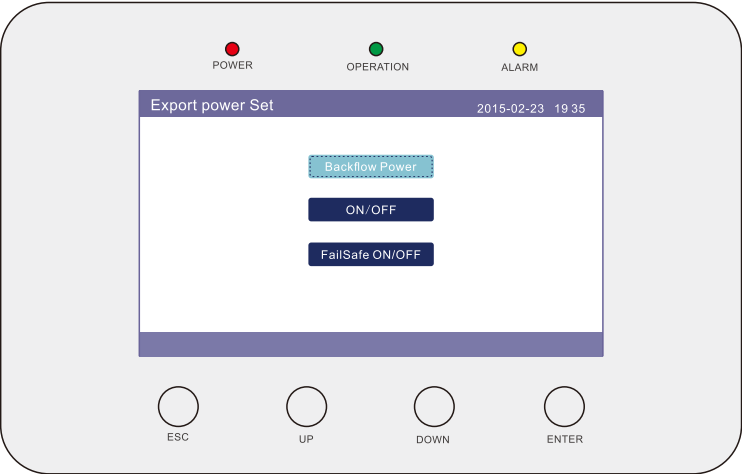 POWER OPERATION ALARM
Export power Set 2015-02-23 19 35
Backflow Power
ON/OFF
FailSafe ON/OFF
ESC UP DOWN ENTER